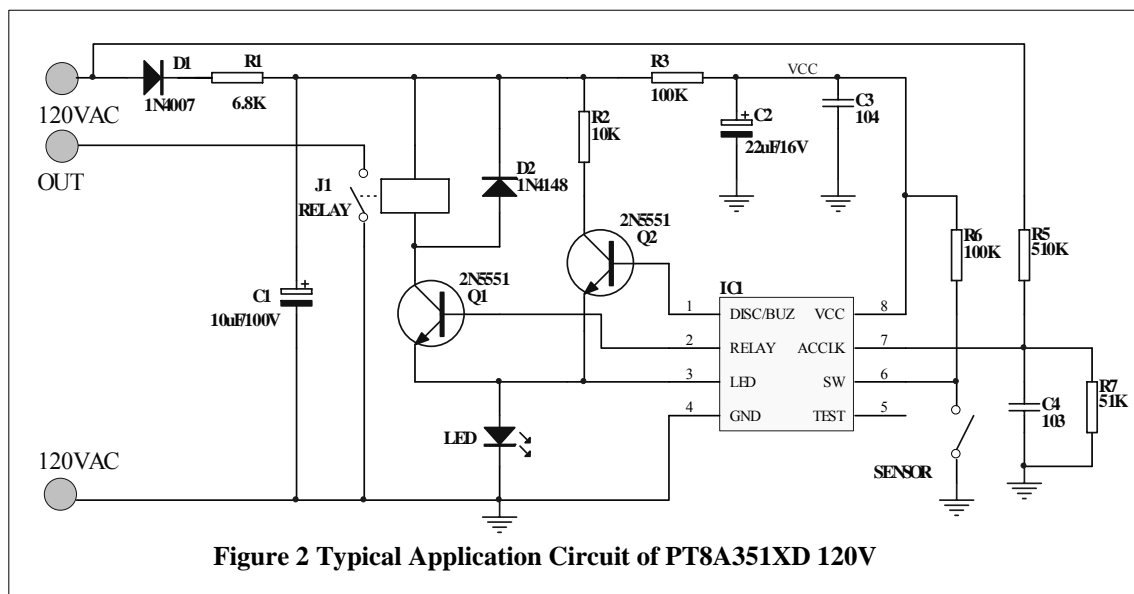 D1
R1
R3
VCC
120VAC
1N4007
6.8K
100K
C3
104
R2
10K
C2
22uF/16V
OUT
D2
1N4148
J1
RELAY
2N5551
Q2
R6
100K
R5
510K
2N5551
Q1
IC1
C1
10uF/100V
1 DISC/BUZ VCC 8
2 RELAY ACCLK 7
3 LED SW 6
4 GND TEST 5
R7
51K
C4
103
LED
SENSOR
120VAC
Figure 2 Typical Application Circuit of PT8A351XD 120V